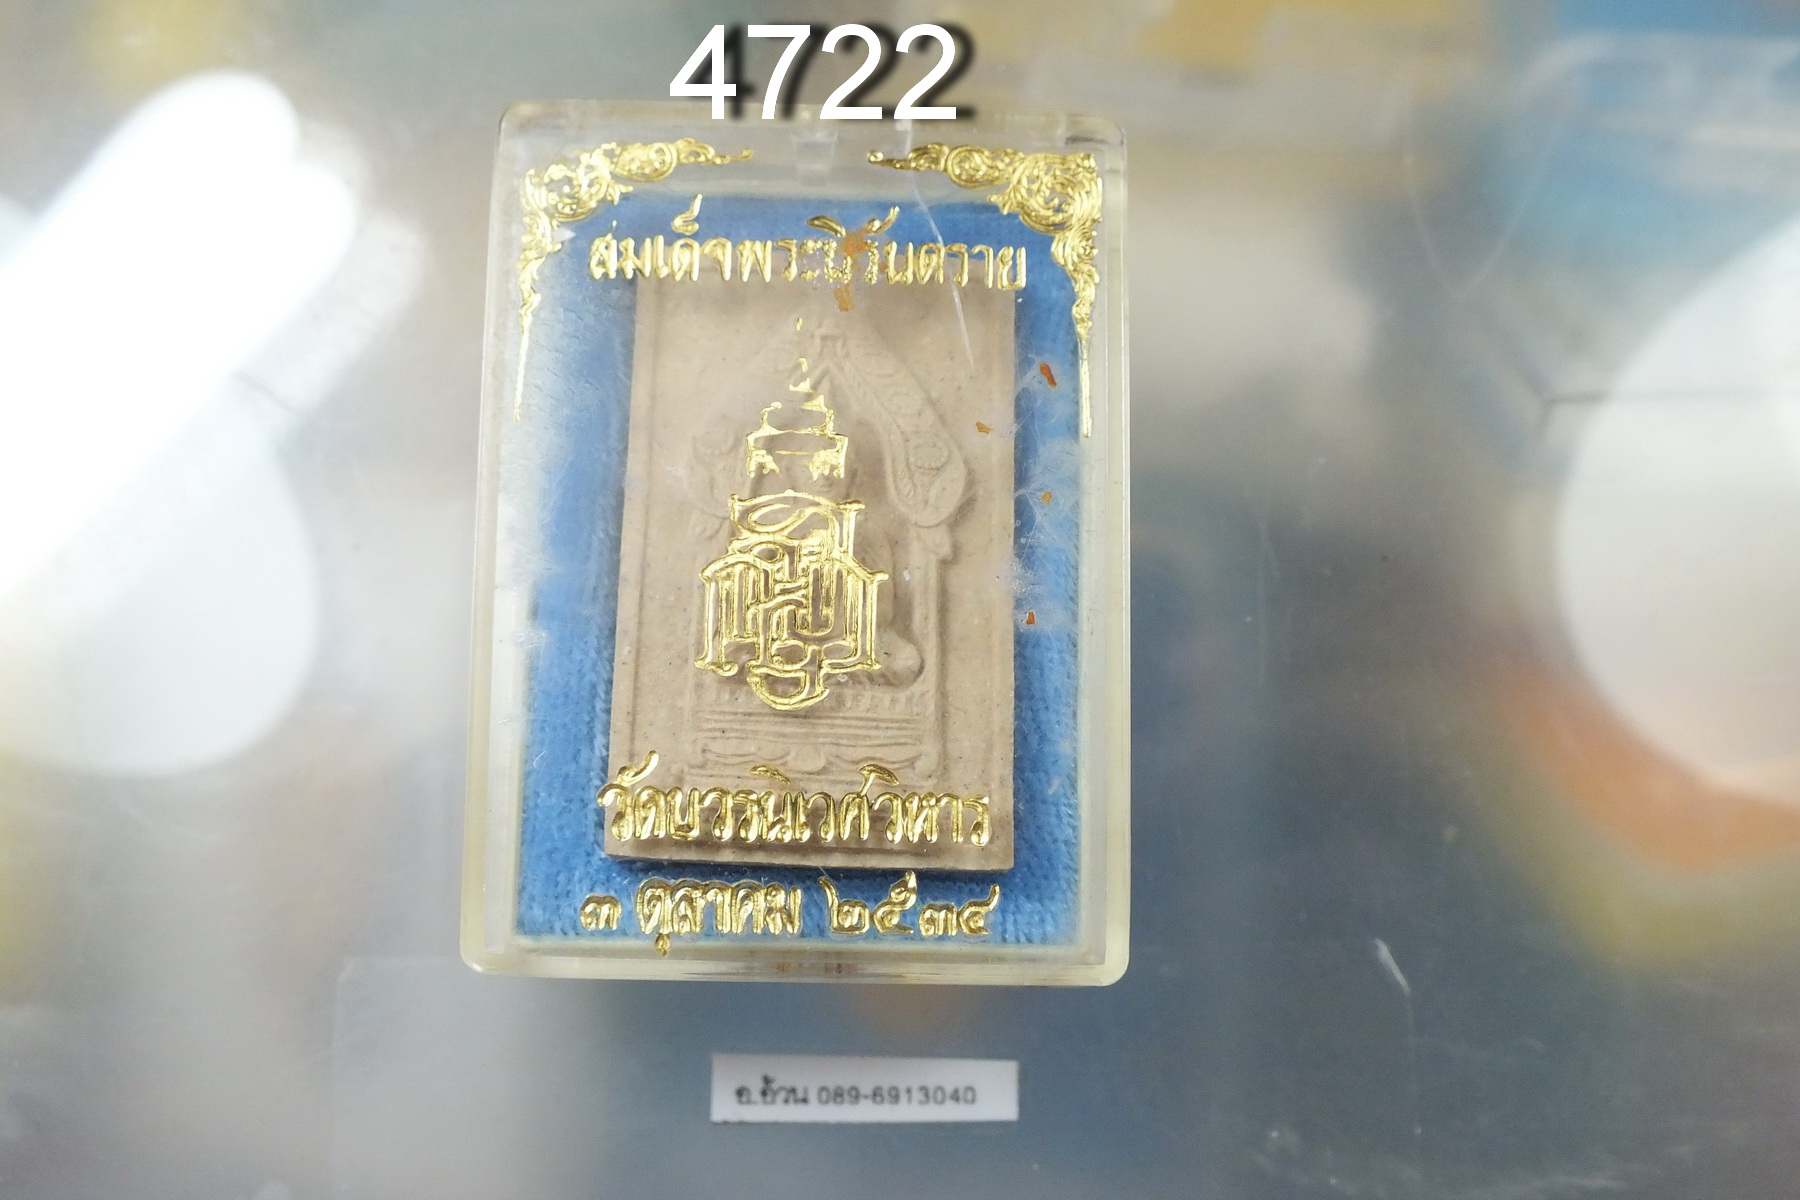 4722
สมเด็จพระนิรันตราย
วัดบวรนิเวศวิหาร
๓ ตุลาคม ๒๕๓๔
อ.อ้วน 089-6913040